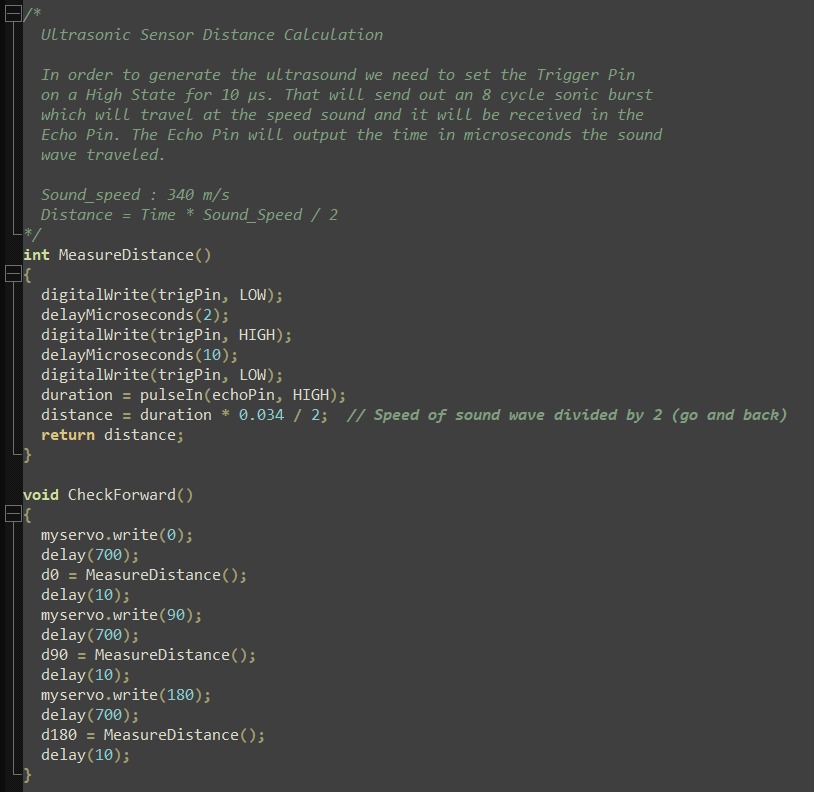 /*
Ultrasonic Sensor Distance Calculation
In order to generate the ultrasound we need to set the Trigger Pin
on a High State for 10 µs. That will send out an 8 cycle sonic burst
which will travel at the speed sound and it will be received in the
Echo Pin. The Echo Pin will output the time in microseconds the sound
wave traveled.
Sound_speed : 340 m/s
Distance = Time * Sound_Speed / 2
*/
int MeasureDistance()
{
digitalWrite(trigPin, LOW);
delayMicroseconds(2);
digitalWrite(trigPin, HIGH);
delayMicroseconds(10);
digitalWrite(trigPin, LOW);
duration = pulseIn(echoPin, HIGH);
distance = duration * 0.034 / 2;  // Speed of sound wave divided by 2 (go and back)
return distance;
}
void CheckForward()
{
myservo.write(0);
delay(700);
d0 = MeasureDistance();
delay(10);
myservo.write(90);
delay(700);
d90 = MeasureDistance();
delay(10);
myservo.write(180);
delay(700);
d180 = MeasureDistance();
delay(10);
}